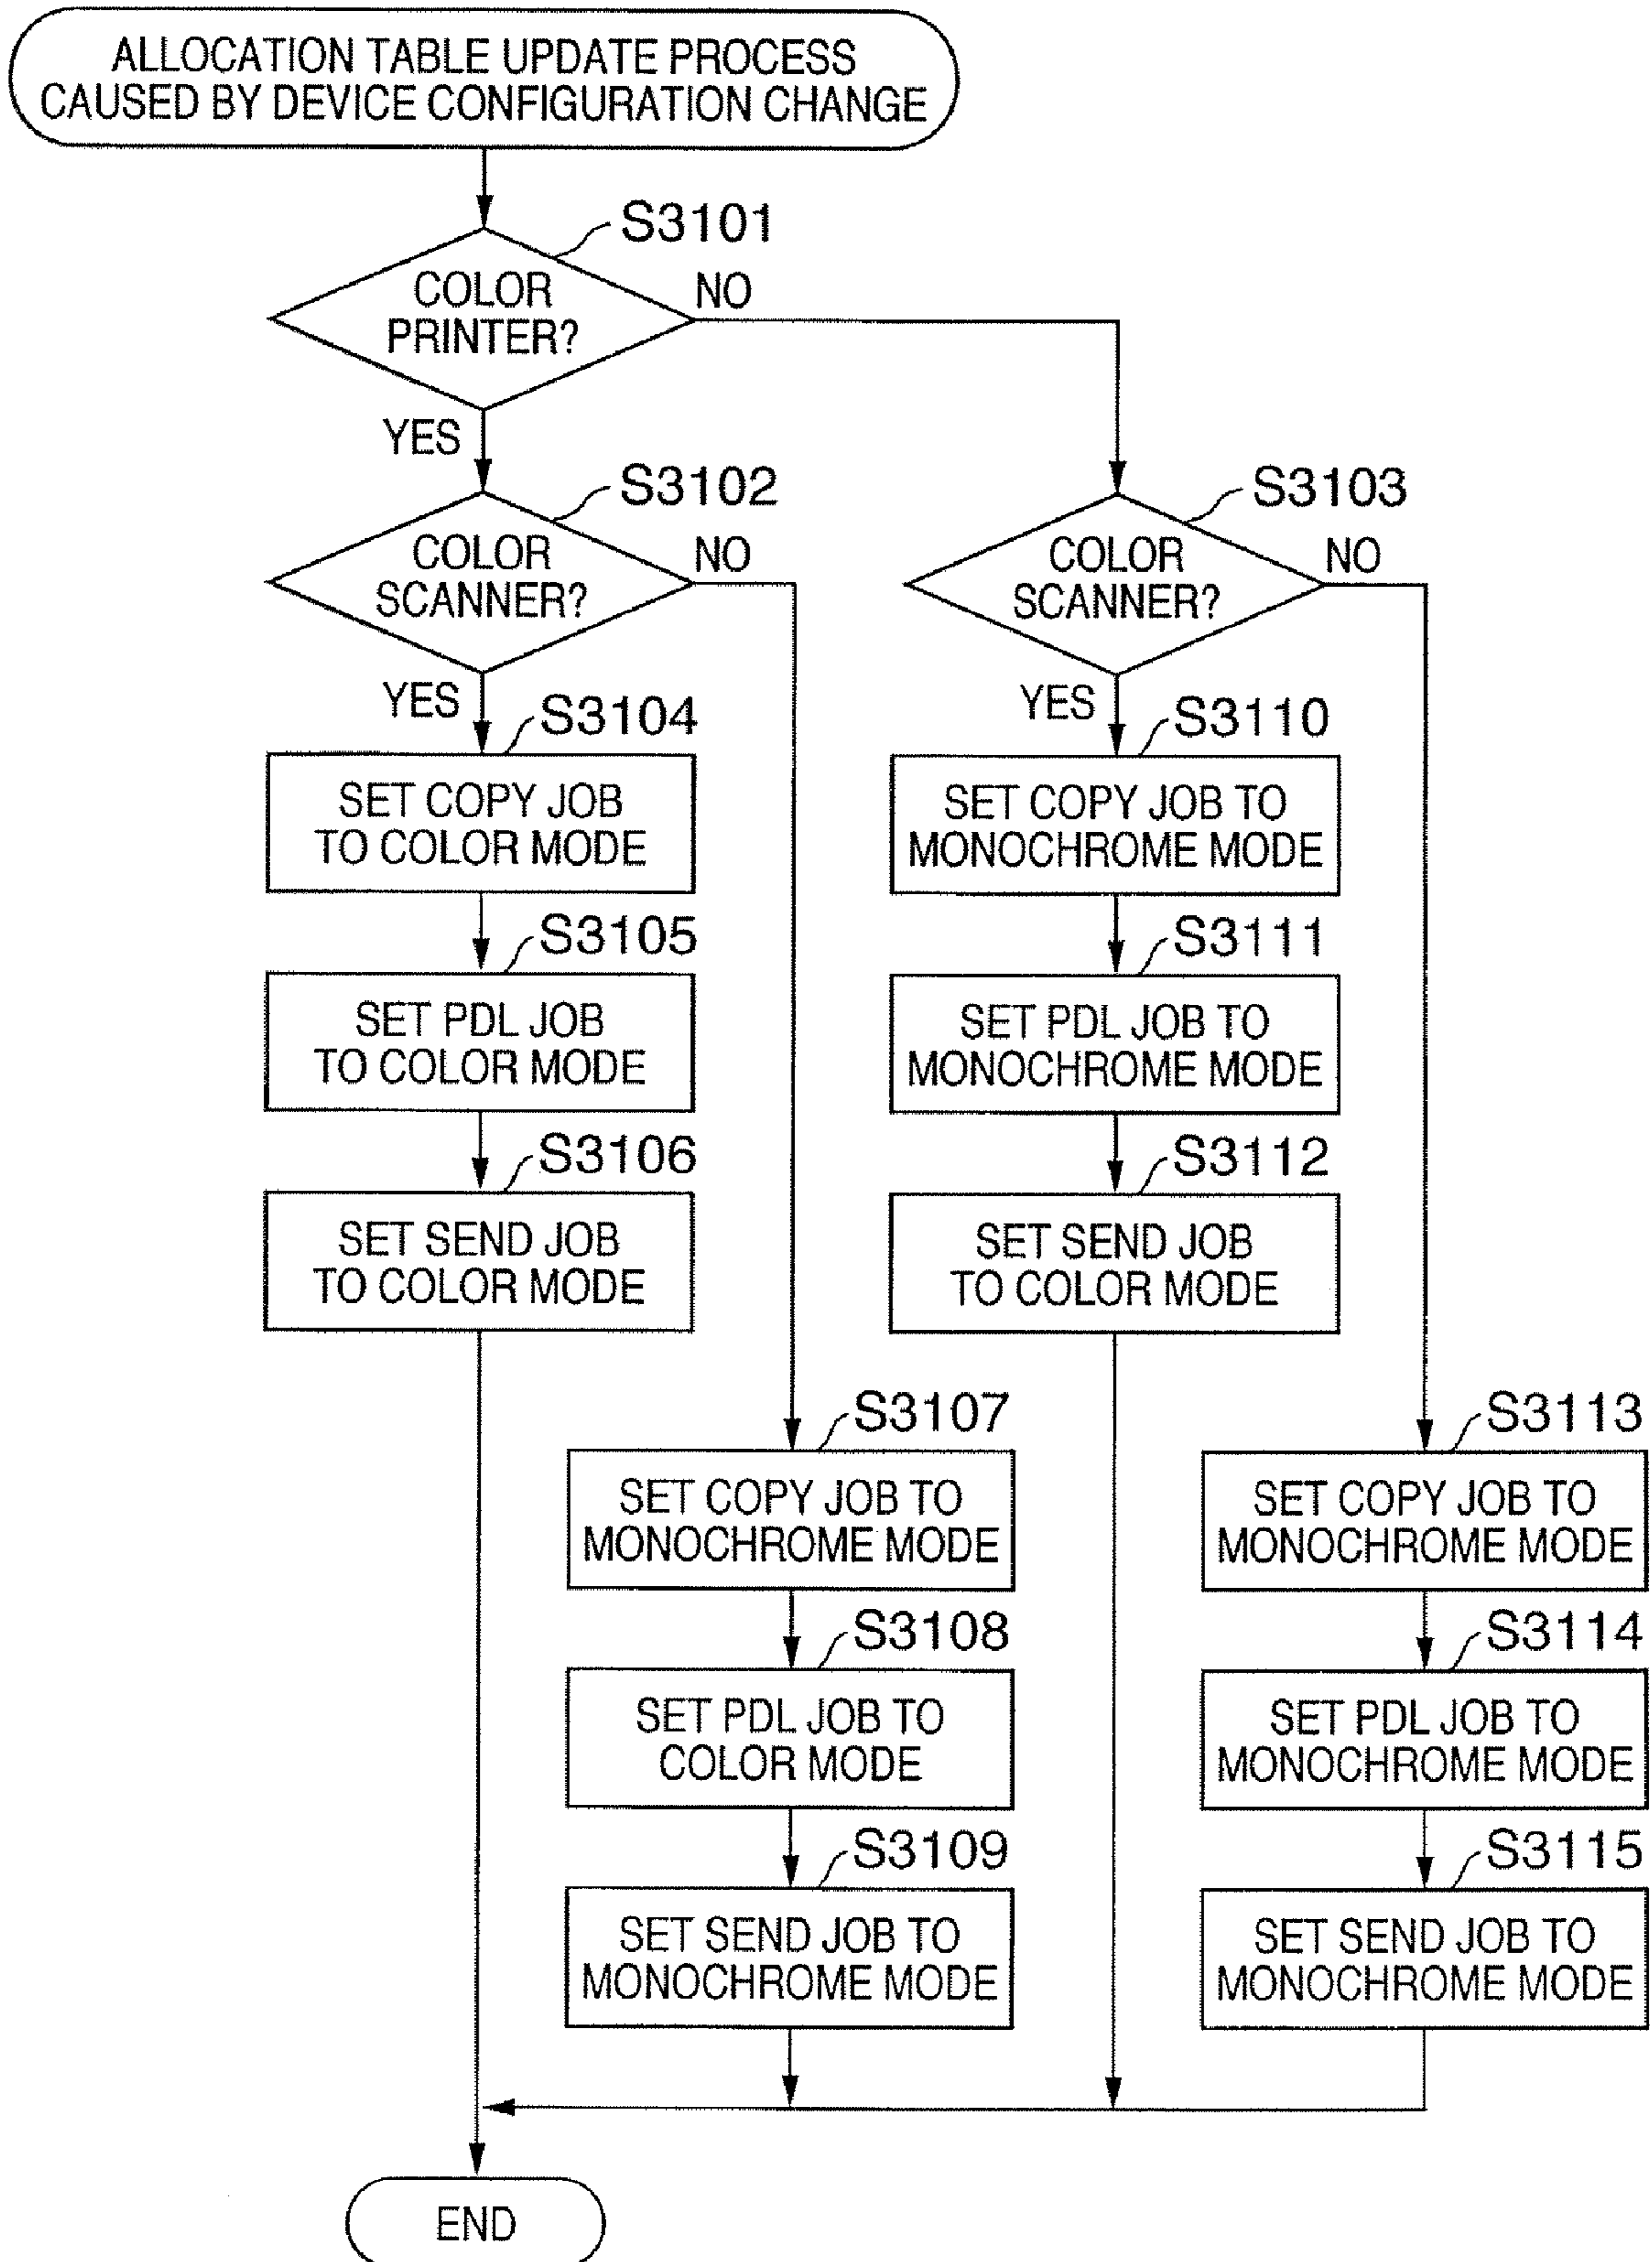 ALLOCATION TABLE UPDATE PROCESS
CAUSED BY DEVICE CONFIGURATION CHANGE
S3101
COLOR
PRINTER?
NO
YES
S3102
COLOR
SCANNER?
NO
YES
S3103
COLOR
SCANNER?
NO
YES
S3104
SET COPY JOB
TO COLOR MODE
S3105
SET PDL JOB
TO COLOR MODE
S3106
SET SEND JOB
TO COLOR MODE
S3110
SET COPY JOB TO
MONOCHROME MODE
S3111
SET PDL JOB TO
MONOCHROME MODE
S3112
SET SEND JOB
TO COLOR MODE
S3107
SET COPY JOB TO
MONOCHROME MODE
S3108
SET PDL JOB TO
COLOR MODE
S3109
SET SEND JOB TO
MONOCHROME MODE
S3113
SET COPY JOB TO
MONOCHROME MODE
S3114
SET PDL JOB TO
MONOCHROME MODE
S3115
SET SEND JOB TO
MONOCHROME MODE
END